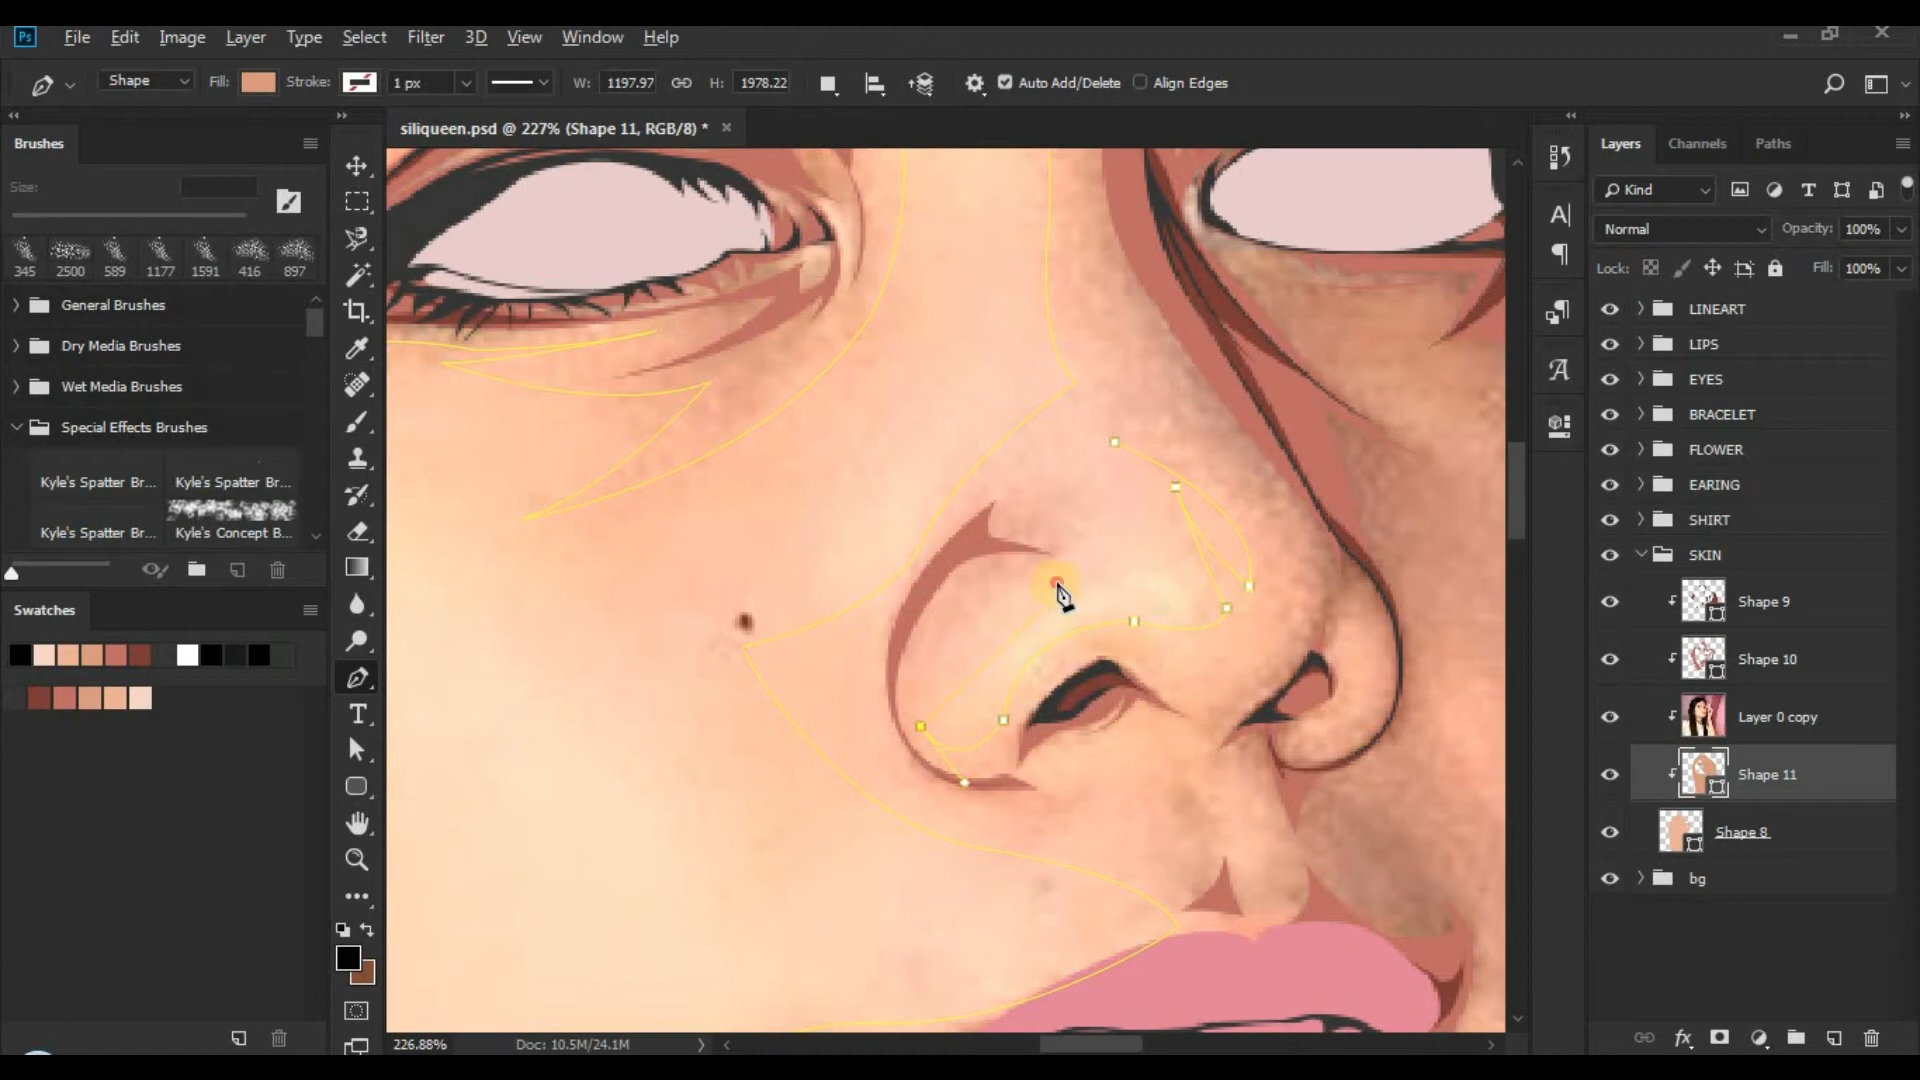 Ps File Edit Image Layer Type Select Filter 3D View Window Help
Shape Fill: Stroke: 1 px W: 1197.97 H: 1978.22 Auto Add/Delete Align Edges
siliqueen.psd @ 227% (Shape 11, RGB/8) *
Brushes
Size:
345 2500 589 1177 1591 416 897
General Brushes
Dry Media Brushes
Wet Media Brushes
Special Effects Brushes
Kyle's Spatter Br... Kyle's Spatter Br...
Kyle's Spatter Br... Kyle's Concept B...
Swatches
226.88% Doc: 10.5M/24.1M
Layers Channels Paths
Kind
Normal Opacity: 100%
Lock: Fill: 100%
LINEART
LIPS
EYES
BRACELET
FLOWER
EARING
SHIRT
SKIN
Shape 9
Shape 10
Layer 0 copy
Shape 11
Shape 8
bg